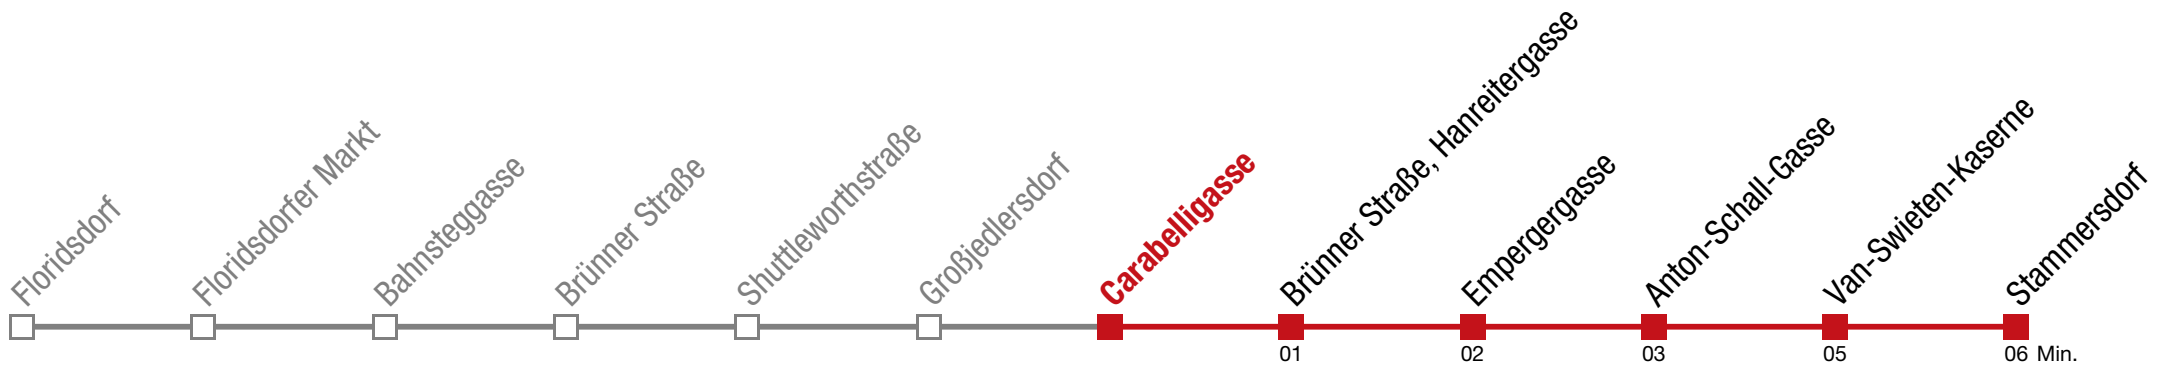 Floridsdorf
Floridsdorfer Markt
Bahnsteggasse
Brünner Straße
Shuttleworthstraße
Großjedlersdorf
Carabelligasse
Brünner Straße, Hanreitergasse
Empergergasse
Anton-Schall-Gasse
Van-Swieten-Kaserne
Stammersdorf
01 02 03 05 06 Min.